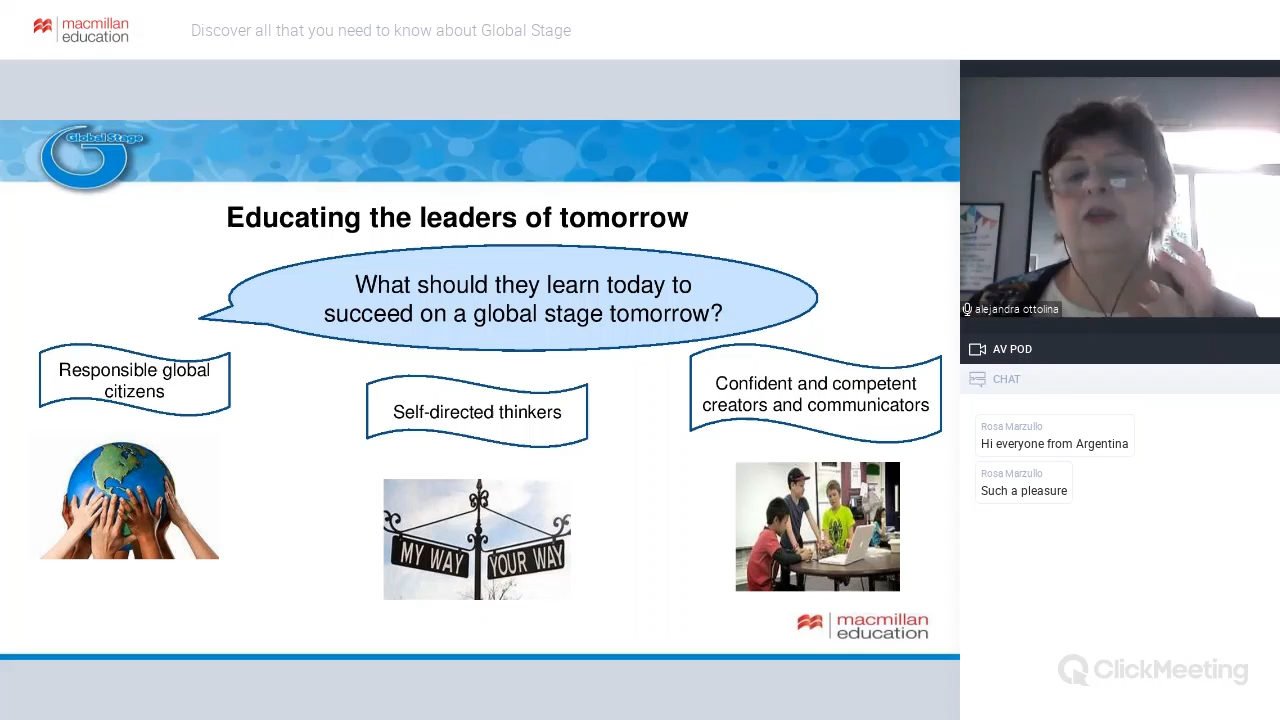 macmillan
education
Discover all that you need to know about Global Stage
Global Stage
Educating the leaders of tomorrow
What should they learn today to
succeed on a global stage tomorrow?
Responsible global
citizens
Self-directed thinkers
Confident and competent
creators and communicators
MY WAY
YOUR WAY
macmillan
education
alejandra ottolina
AV POD
CHAT
Rosa Marzullo
Hi everyone from Argentina
Rosa Marzullo
Such a pleasure
ClickMeeting